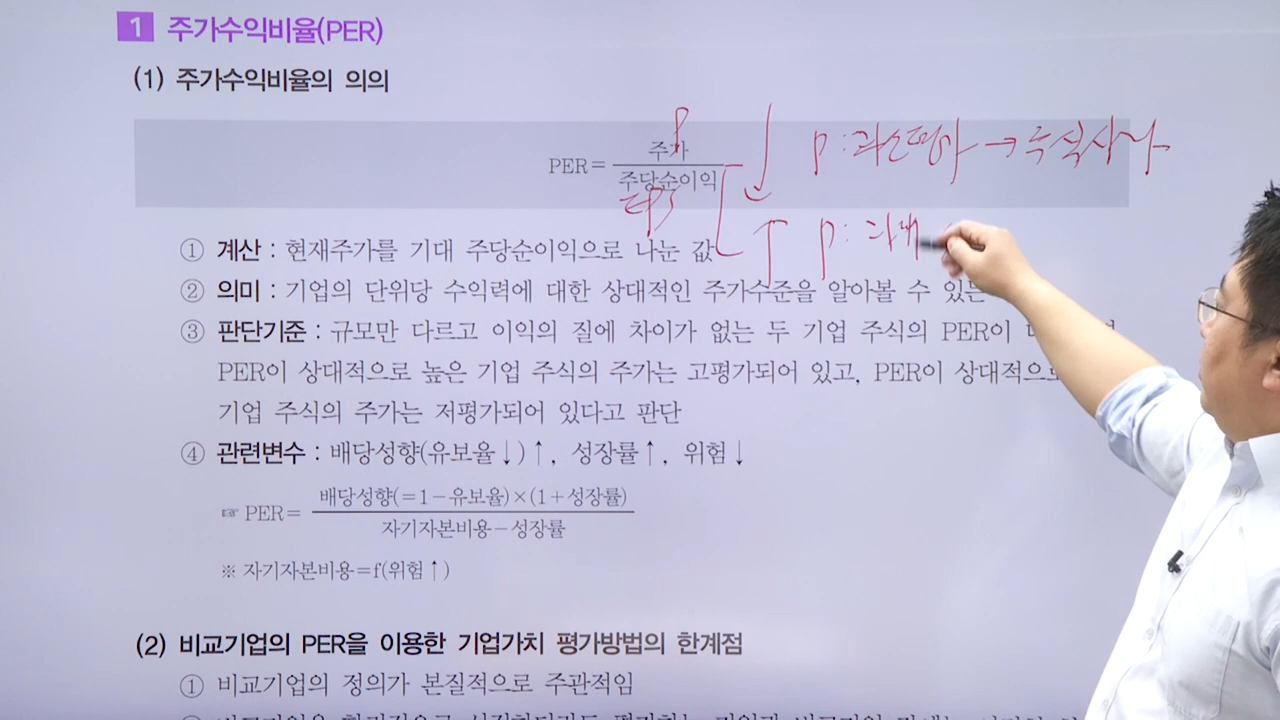 1 주가수익비율(PER)
(1) 주가수익비율의 의의
P
PER = 주가 / 주당순이익
EPS
↓ P : 과소평가 →
↑ P : 과대
① 계산 : 현재주가를 기대 주당순이익으로 나눈 값
② 의미 : 기업의 단위당 수익력에 대한 상대적인 주가수준을 알아볼 수 있는
③ 판단기준 : 규모만 다르고 이익의 질에 차이가 없는 두 기업 주식의 PER이
PER이 상대적으로 높은 기업 주식의 주가는 고평가되어 있고, PER이 상대적으로
기업 주식의 주가는 저평가되어 있다고 판단
④ 관련변수 : 배당성향(유보율↓)↑, 성장률↑, 위험↓
☞ PER = 배당성향(=1-유보율)×(1+성장률) / 자기자본비용-성장률
※ 자기자본비용=f(위험↑)
(2) 비교기업의 PER을 이용한 기업가치 평가방법의 한계점
① 비교기업의 정의가 본질적으로 주관적임